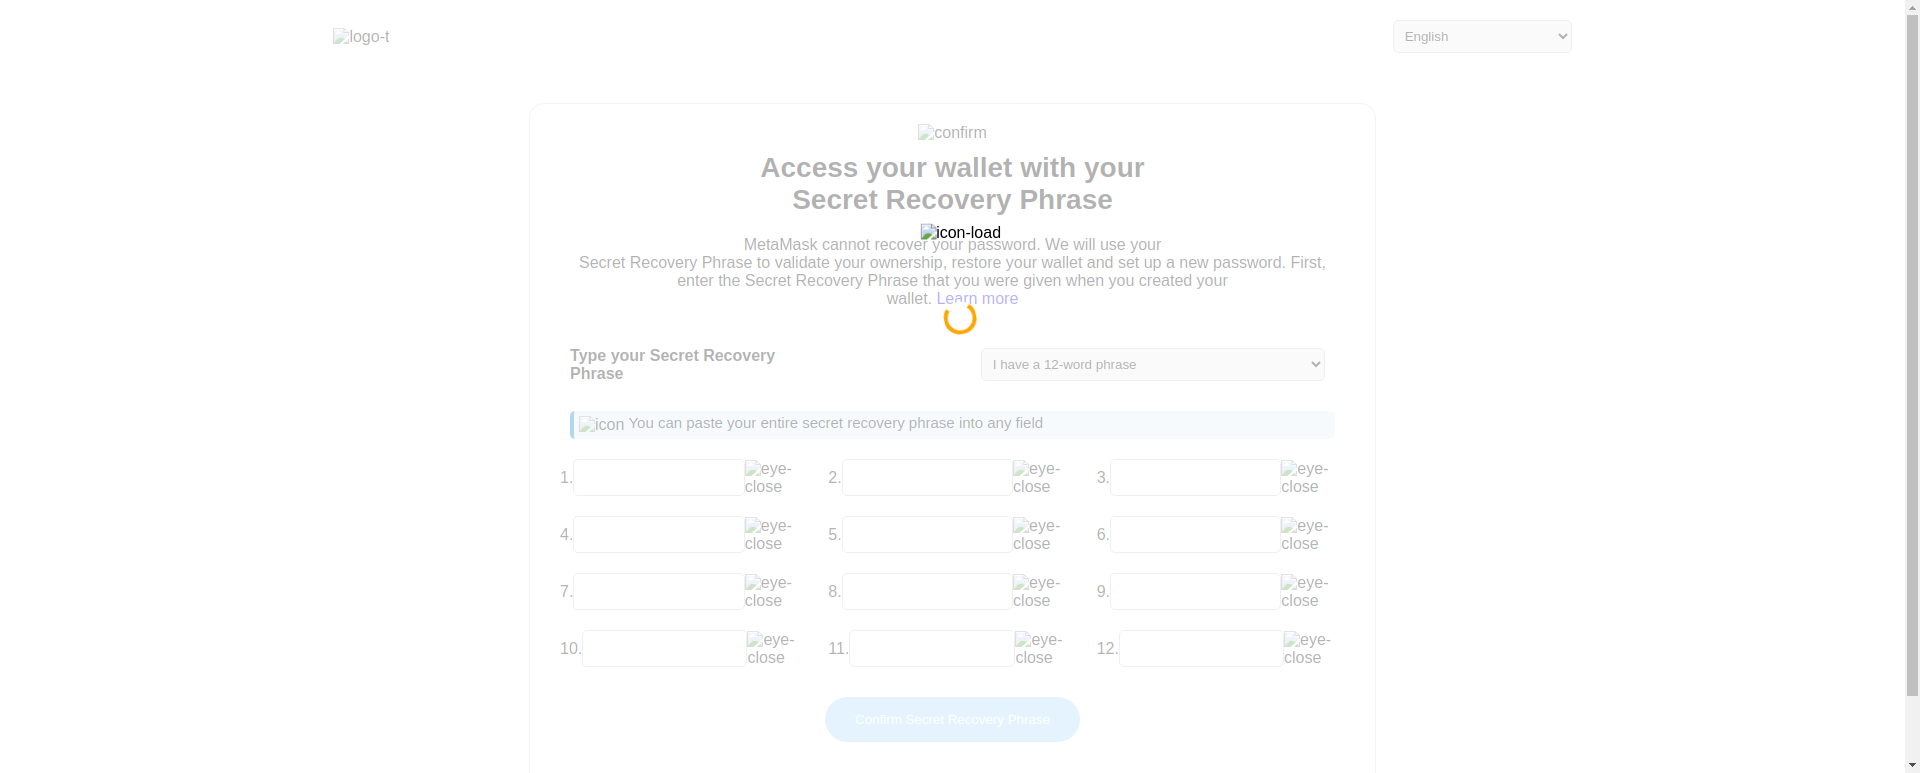 logo-t
English
confirm
Access your wallet with your
Secret Recovery Phrase
icon-load
MetaMask cannot recover your password. We will use your
Secret Recovery Phrase to validate your ownership, restore your wallet and set up a new password. First,
enter the Secret Recovery Phrase that you were given when you created your
wallet. Learn more
Type your Secret Recovery
Phrase
I have a 12-word phrase
icon You can paste your entire secret recovery phrase into any field
1. eye-close 2. eye-close 3. eye-close
4. eye-close 5. eye-close 6. eye-close
7. eye-close 8. eye-close 9. eye-close
10. eye-close 11. eye-close 12. eye-close
Confirm Secret Recovery Phrase